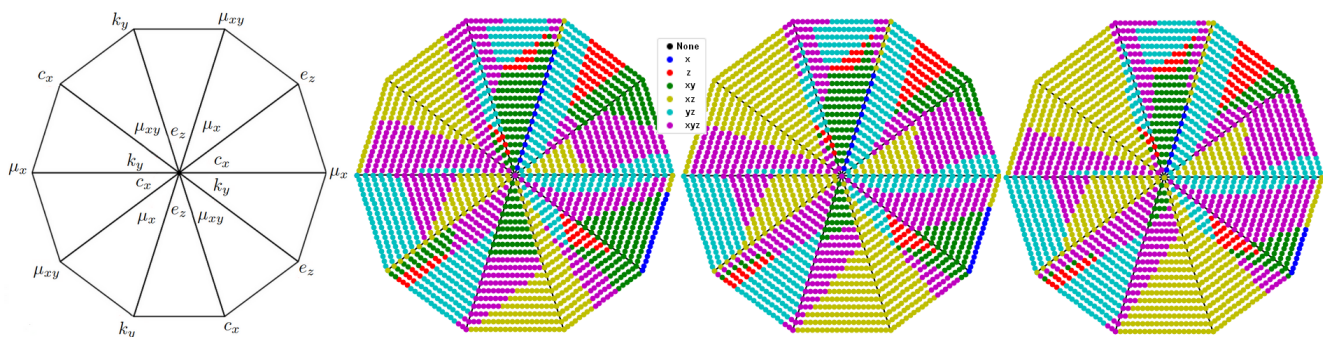 k_y μ_xy
c_x e_z
μ_xy e_z μ_x
μ_x k_y c_x μ_x
c_x k_y
μ_x e_z μ_xy
μ_xy e_z
k_y c_x
None
x
z
xy
xz
yz
xyz